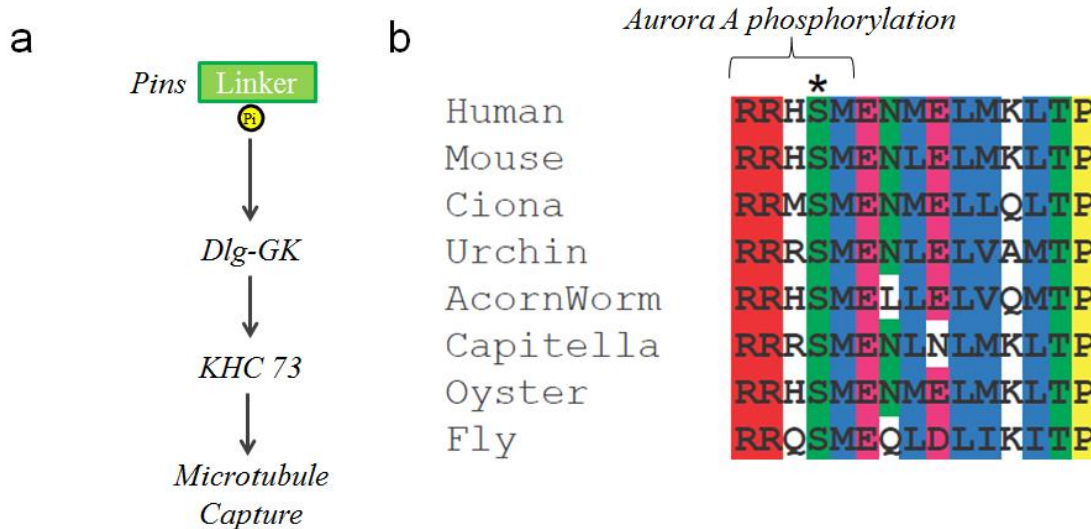 a
Pins Linker
Pi
Dlg-GK
KHC 73
Microtubule
Capture
b
Aurora A phosphorylation
*
Human RRHSMENMELMKLTP
Mouse RRHSMENLELMKLTP
Ciona RRMSMENMELLQLTP
Urchin RRRSMENLELVAMTP
AcornWorm RRHSMELLELVQMTP
Capitella RRRSMENLNLMKLTP
Oyster RRHSMENMELMKLTP
Fly RRQSMEQLDLIKITP